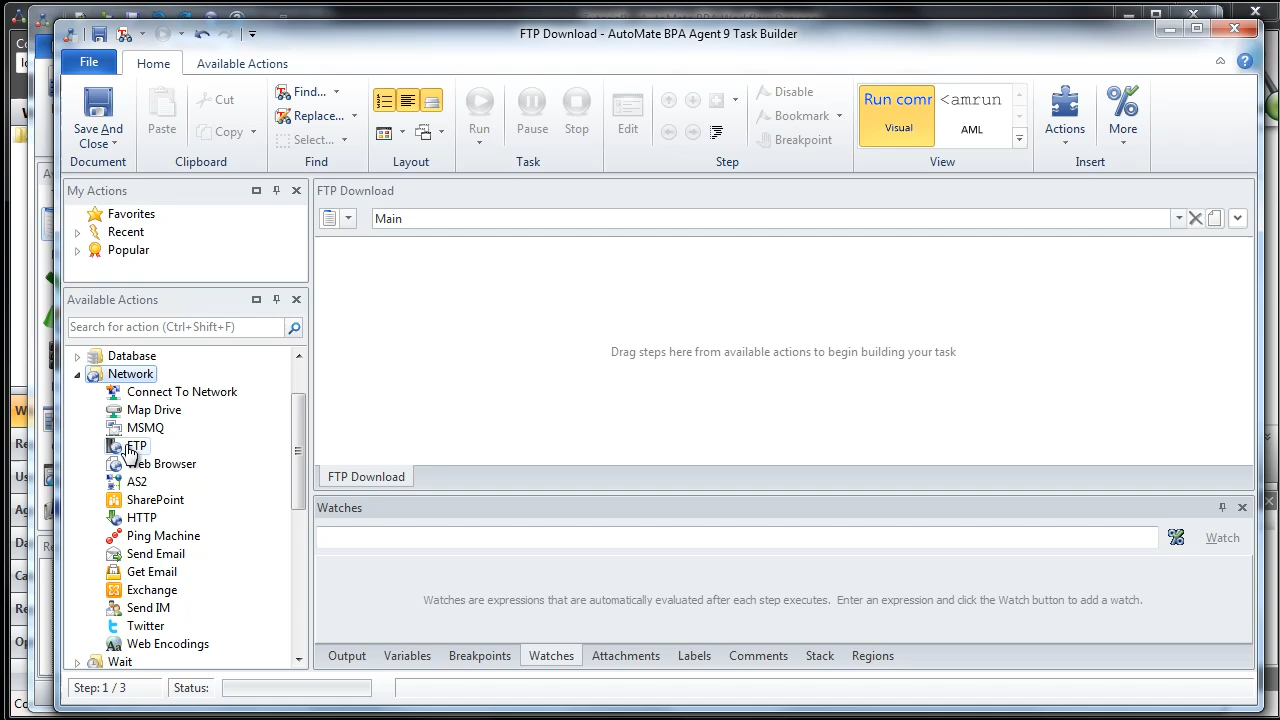 FTP Download - AutoMate BPA Agent 9 Task Builder
File
Home
Available Actions
Save And Close
Document
Paste
Cut
Copy
Clipboard
Find...
Replace...
Select...
Find
Layout
Run
Pause
Stop
Task
Edit
Disable
Bookmark
Breakpoint
Step
Run comr
Visual
<amrun
AML
View
Actions
More
Insert
My Actions
Favorites
Recent
Popular
Available Actions
Search for action (Ctrl+Shift+F)
Database
Network
Connect To Network
Map Drive
MSMQ
FTP
Web Browser
AS2
SharePoint
HTTP
Ping Machine
Send Email
Get Email
Exchange
Send IM
Twitter
Web Encodings
Wait
FTP Download
Main
Drag steps here from available actions to begin building your task
FTP Download
Watches
Watch
Watches are expressions that are automatically evaluated after each step executes. Enter an expression and click the Watch button to add a watch.
Output
Variables
Breakpoints
Watches
Attachments
Labels
Comments
Stack
Regions
Step: 1 / 3
Status: